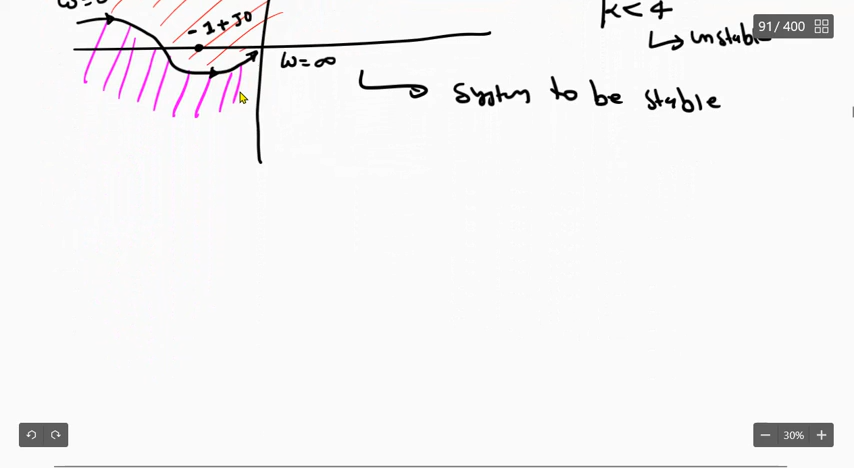 -1+J0
K<4
91/ 400
unstable
ω=∞
System to be stable
30%